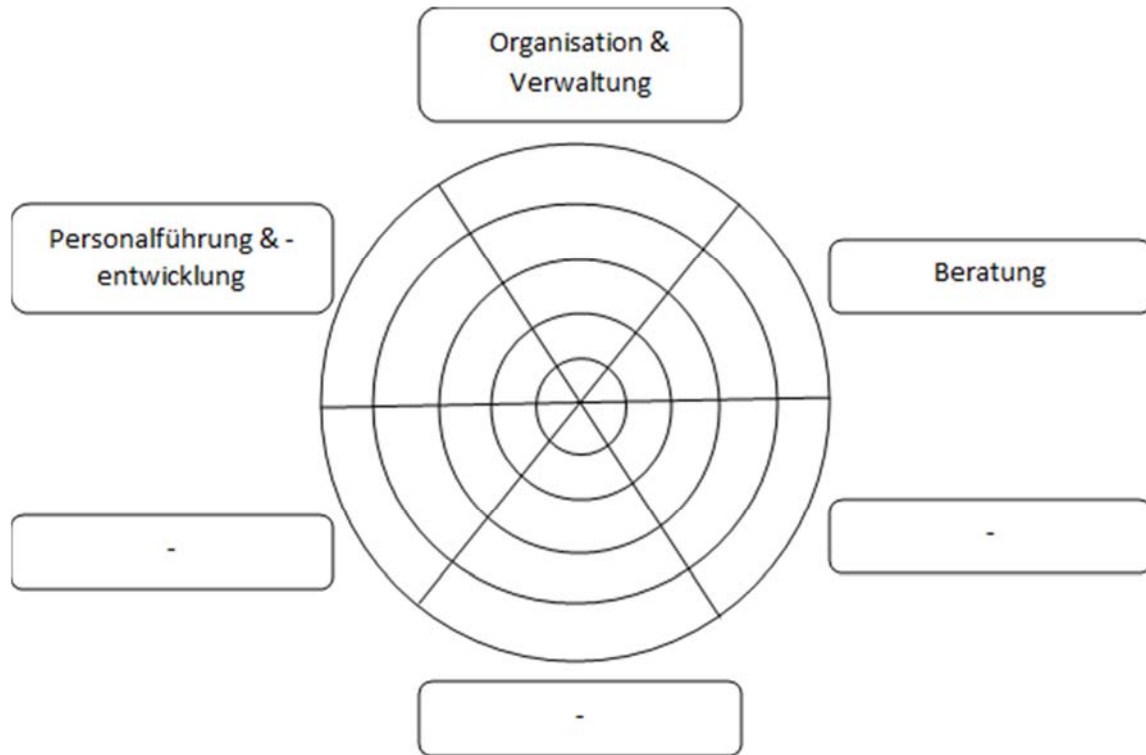 Organisation &
Verwaltung
Personalführung & -
entwicklung
Beratung
-
-
-